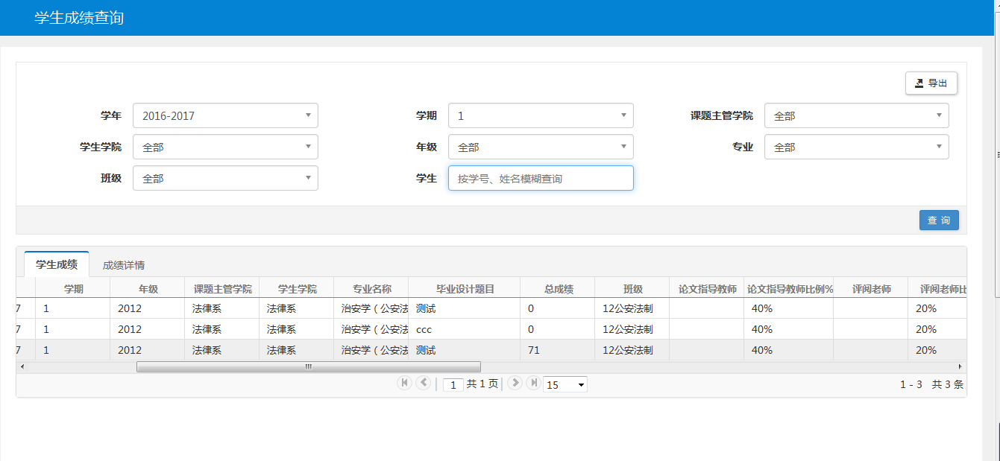 学生成绩查询
导出
学年 2016-2017 学期 1 课题主管学院 全部
学生学院 全部 年级 全部 专业 全部
班级 全部 学生 按学号、姓名模糊查询
查 询
学生成绩 成绩详情
学期 年级 课题主管学院 学生学院 专业名称 毕业设计题目 总成绩 班级 论文指导教师 论文指导教师比例% 评阅老师 评阅老师比
7 1 2012 法律系 法律系 治安学（公安法 测试 0 12公安法制 40% 20%
7 1 2012 法律系 法律系 治安学（公安法 ccc 0 12公安法制 40% 20%
7 1 2012 法律系 法律系 治安学（公安法 测试 71 12公安法制 40% 20%
1 共 1 页 15 1 - 3 共 3 条